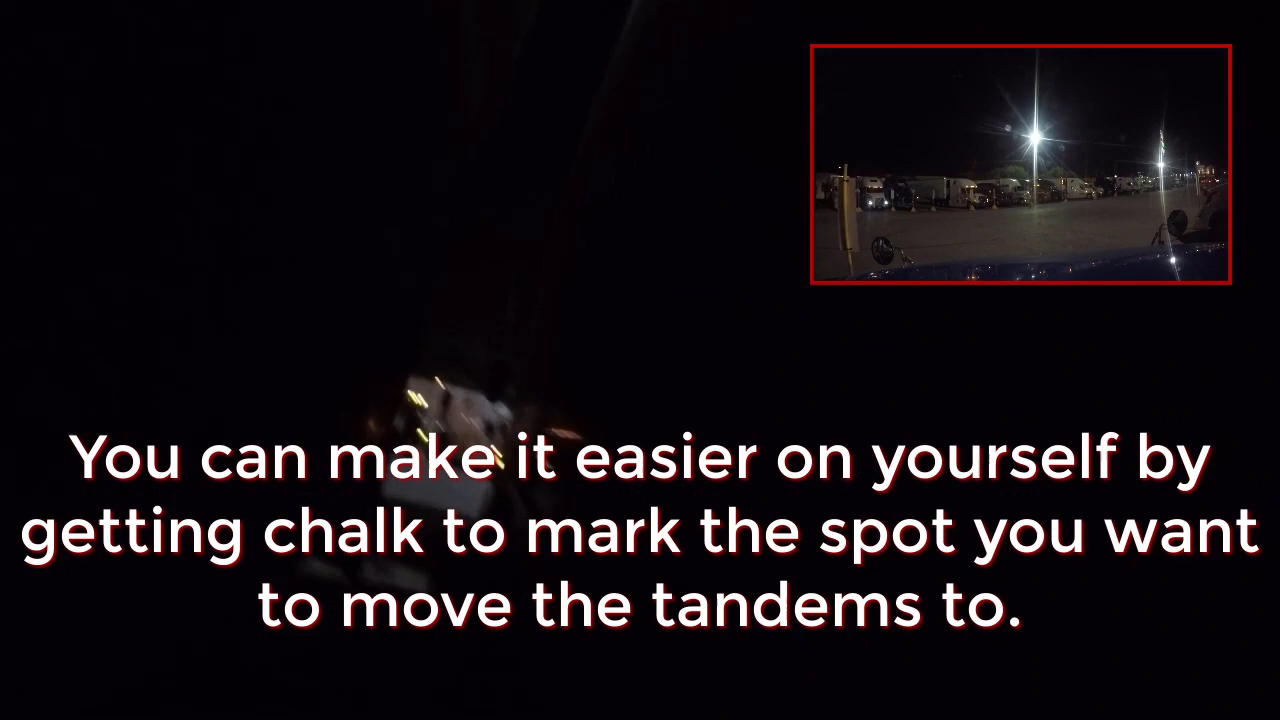 You can make it easier on yourself by
getting chalk to mark the spot you want
to move the tandems to.